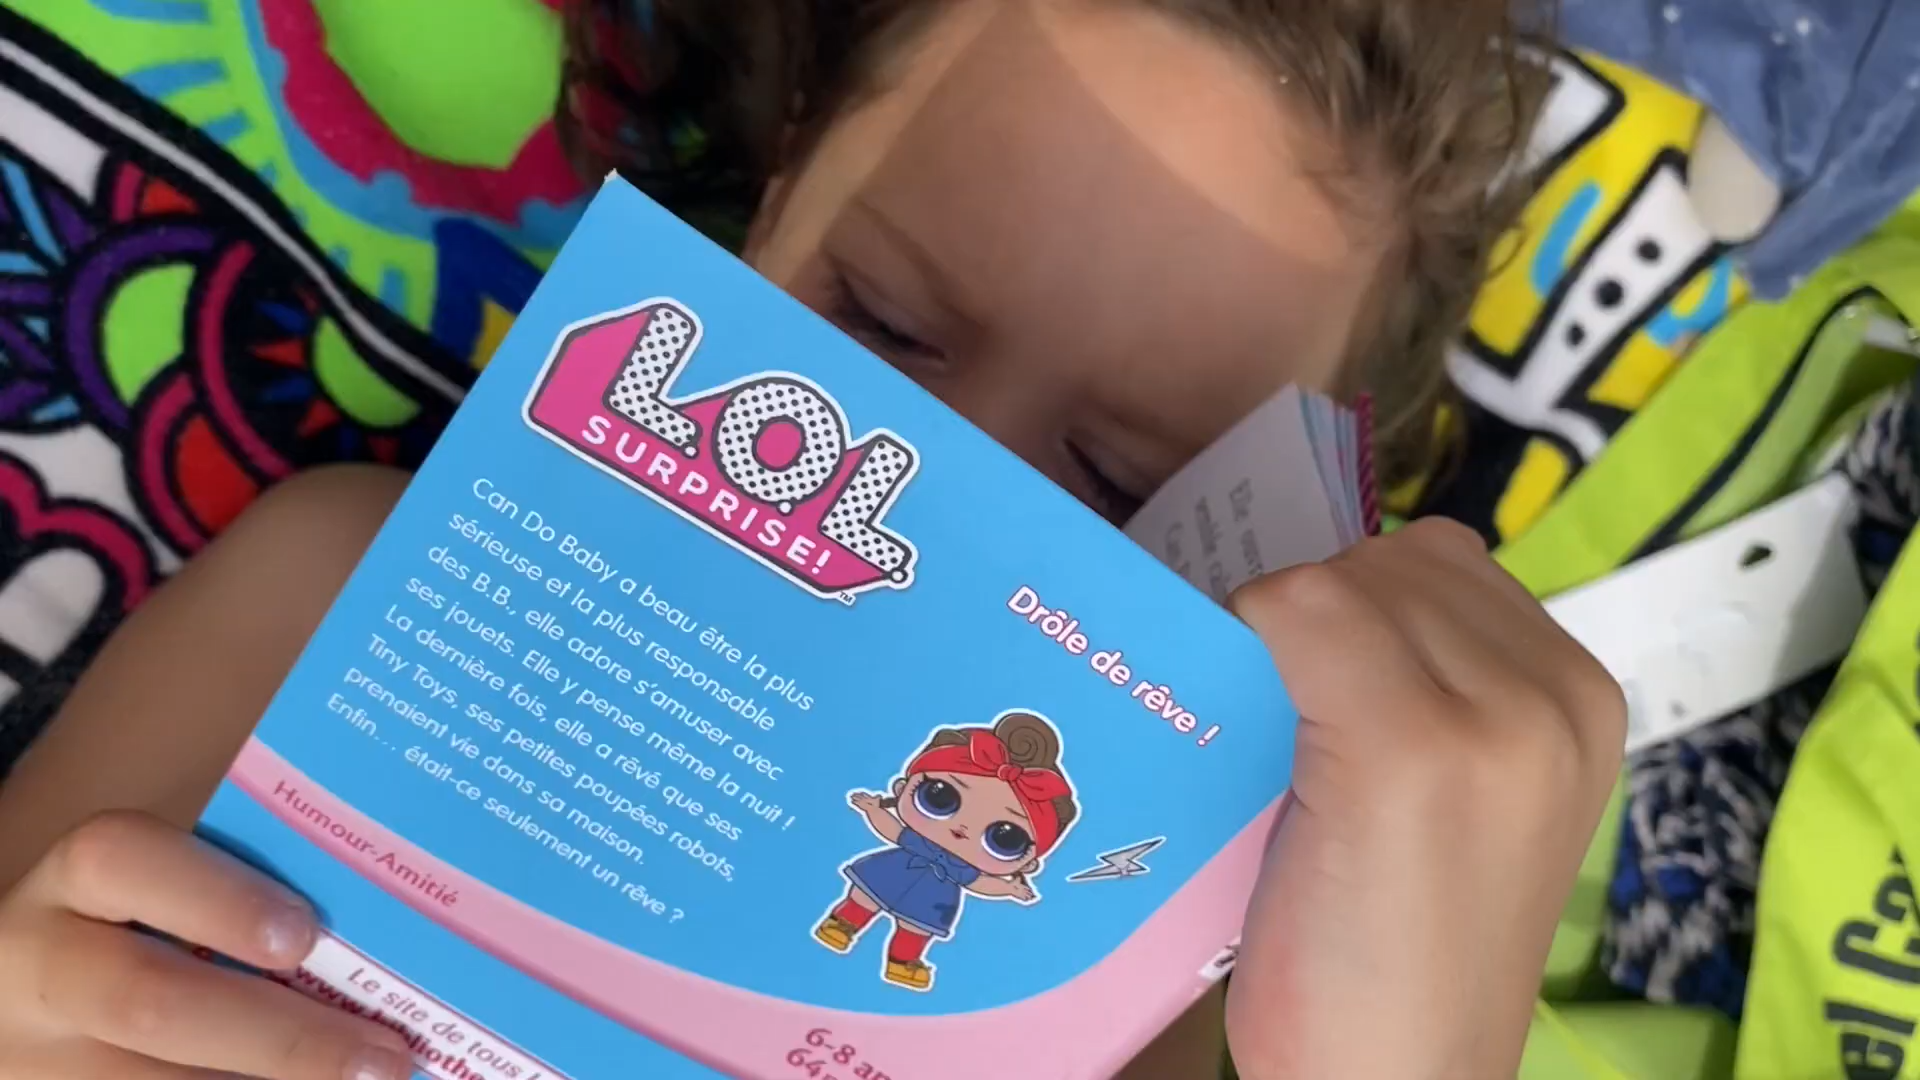 L.O.L.
SURPRISE!™
Can Do Baby a beau être la plus
sérieuse et la plus responsable
des B.B., elle adore s'amuser avec
ses jouets. Elle y pense même la nuit !
La dernière fois, elle a rêvé que ses
Tiny Toys, ses petites poupées robots,
prenaient vie dans sa maison.
Enfin... était-ce seulement un rêve ?
Drôle de rêve !
Humour-Amitié
Le site de tous
6-8
64
Elle